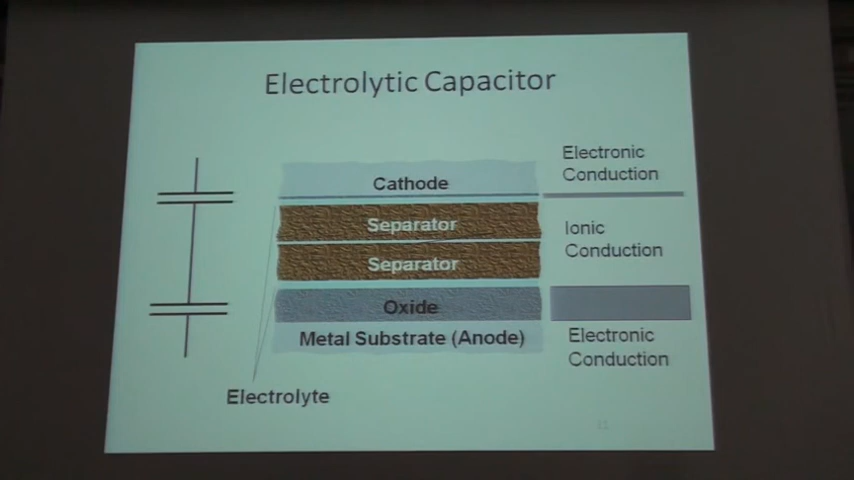 Electrolytic Capacitor
Electronic
Conduction
Cathode
Separator
Ionic
Conduction
Separator
Oxide
Metal Substrate (Anode)
Electronic
Conduction
Electrolyte